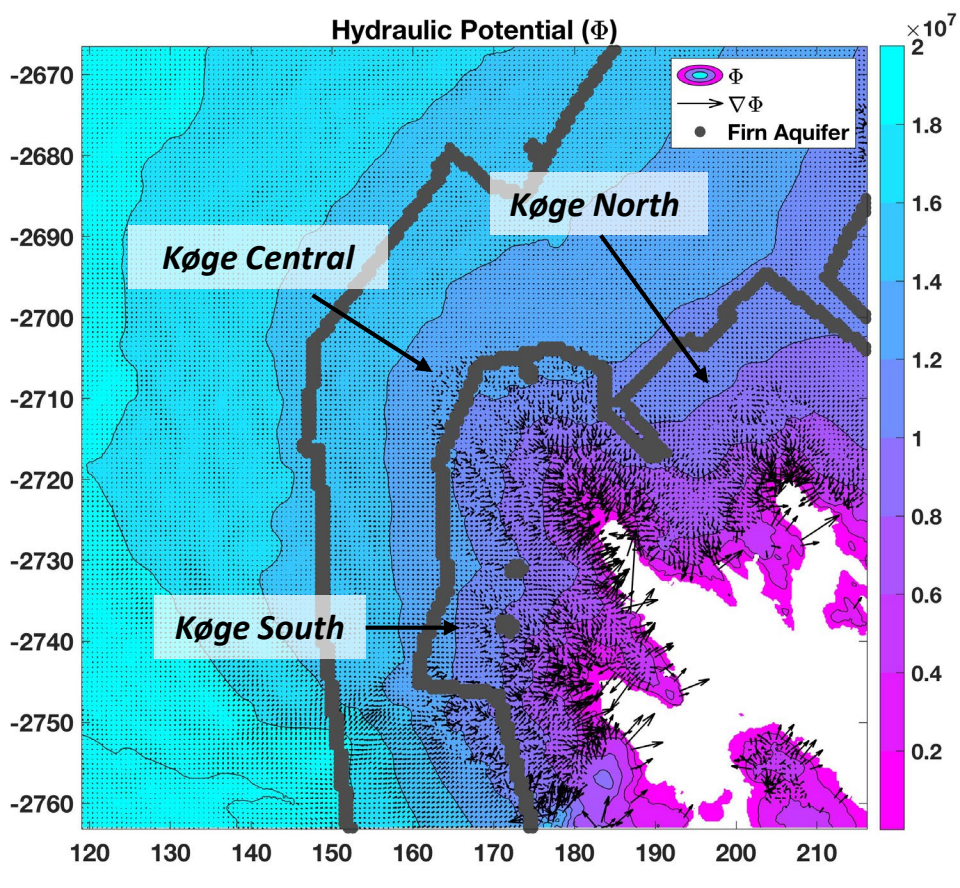 Hydraulic Potential (Φ)
×10⁷
Φ
∇Φ
Firn Aquifer
Køge North
Køge Central
Køge South
-2670
-2680
-2690
-2700
-2710
-2720
-2730
-2740
-2750
-2760
120 130 140 150 160 170 180 190 200 210
2
1.8
1.6
1.4
1.2
1
0.8
0.6
0.4
0.2